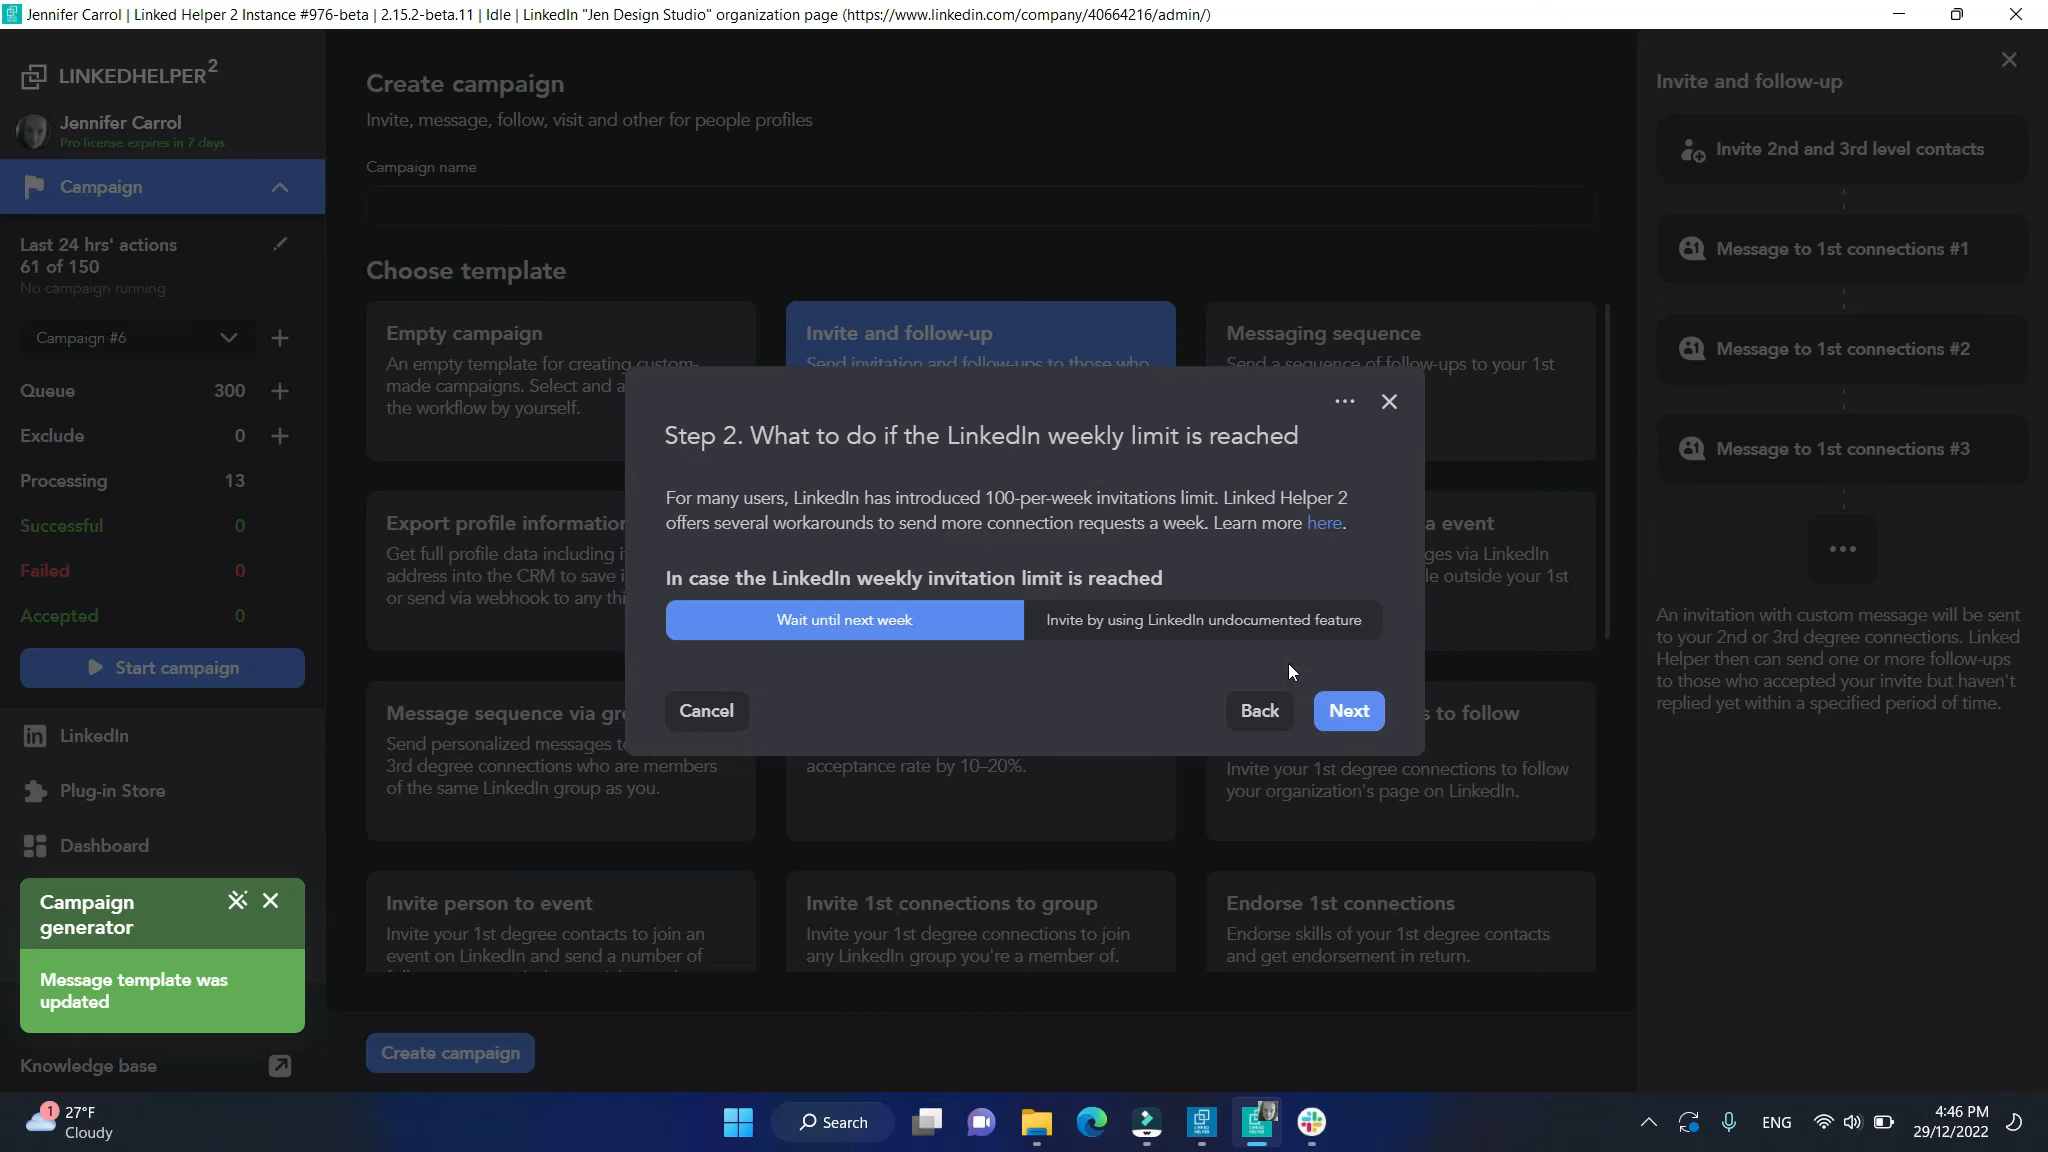 Jennifer Carrol | Linked Helper 2 Instance #976-beta | 2.15.2-beta.11 | Idle | LinkedIn "Jen Design Studio" organization page (https://www.linkedin.com/company/40664216/admin/)
LINKEDHELPER 2
Jennifer Carrol
Pro license expires in 7 days
Campaign
Last 24 hrs' actions
61 of 150
No campaign running
Campaign #6
Queue 300
Exclude 0
Processing 13
Successful 0
Failed 0
Accepted 0
Start campaign
LinkedIn
Plug-in Store
Dashboard
Campaign
generator
Message template was
updated
Knowledge base
Create campaign
Invite, message, follow, visit and other for people profiles
Campaign name
Choose template
Empty campaign
An empty template for creating custom-
made campaigns. Select and a
the workflow by yourself.
Invite and follow-up
Send invitation and follow-ups to those who
Messaging sequence
Send a sequence of follow-ups to your 1st
Export profile information
Get full profile data including i
address into the CRM to save i
or send via webhook to any thi
a event
ges via LinkedIn
le outside your 1st
Message sequence via gr
Send personalized messages t
3rd degree connections who are members
of the same LinkedIn group as you.
acceptance rate by 10–20%.
s to follow
Invite your 1st degree connections to follow
your organization's page on LinkedIn.
Invite person to event
Invite your 1st degree contacts to join an
event on LinkedIn and send a number of
Invite 1st connections to group
Invite your 1st degree connections to join
any LinkedIn group you're a member of.
Endorse 1st connections
Endorse skills of your 1st degree contacts
and get endorsement in return.
Create campaign
Step 2. What to do if the LinkedIn weekly limit is reached
For many users, LinkedIn has introduced 100-per-week invitations limit. Linked Helper 2
offers several workarounds to send more connection requests a week. Learn more here.
In case the LinkedIn weekly invitation limit is reached
Wait until next week
Invite by using LinkedIn undocumented feature
Cancel
Back
Next
Invite and follow-up
Invite 2nd and 3rd level contacts
Message to 1st connections #1
Message to 1st connections #2
Message to 1st connections #3
An invitation with custom message will be sent
to your 2nd or 3rd degree connections. Linked
Helper then can send one or more follow-ups
to those who accepted your invite but haven't
replied yet within a specified period of time.
1
27°F
Cloudy
Search
ENG
4:46 PM
29/12/2022